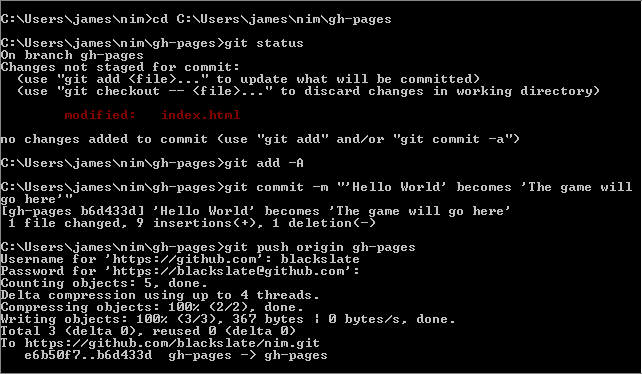 C:\Users\james\nim>cd C:\Users\james\nim\gh-pages
C:\Users\james\nim\gh-pages>git status
On branch gh-pages
Changes not staged for commit:
  (use "git add <file>..." to update what will be committed)
  (use "git checkout -- <file>..." to discard changes in working directory)
        modified:   index.html
no changes added to commit (use "git add" and/or "git commit -a")
C:\Users\james\nim\gh-pages>git add -A
C:\Users\james\nim\gh-pages>git commit -m "'Hello World' becomes 'The game will
go here'"
[gh-pages b6d433d] 'Hello World' becomes 'The game will go here'
 1 file changed, 9 insertions(+), 1 deletion(-)
C:\Users\james\nim\gh-pages>git push origin gh-pages
Username for 'https://github.com': blackslate
Password for 'https://blackslate@github.com':
Counting objects: 5, done.
Delta compression using up to 4 threads.
Compressing objects: 100% (2/2), done.
Writing objects: 100% (3/3), 367 bytes | 0 bytes/s, done.
Total 3 (delta 0), reused 0 (delta 0)
To https://github.com/blackslate/nim.git
   e6b50f7..b6d433d  gh-pages -> gh-pages